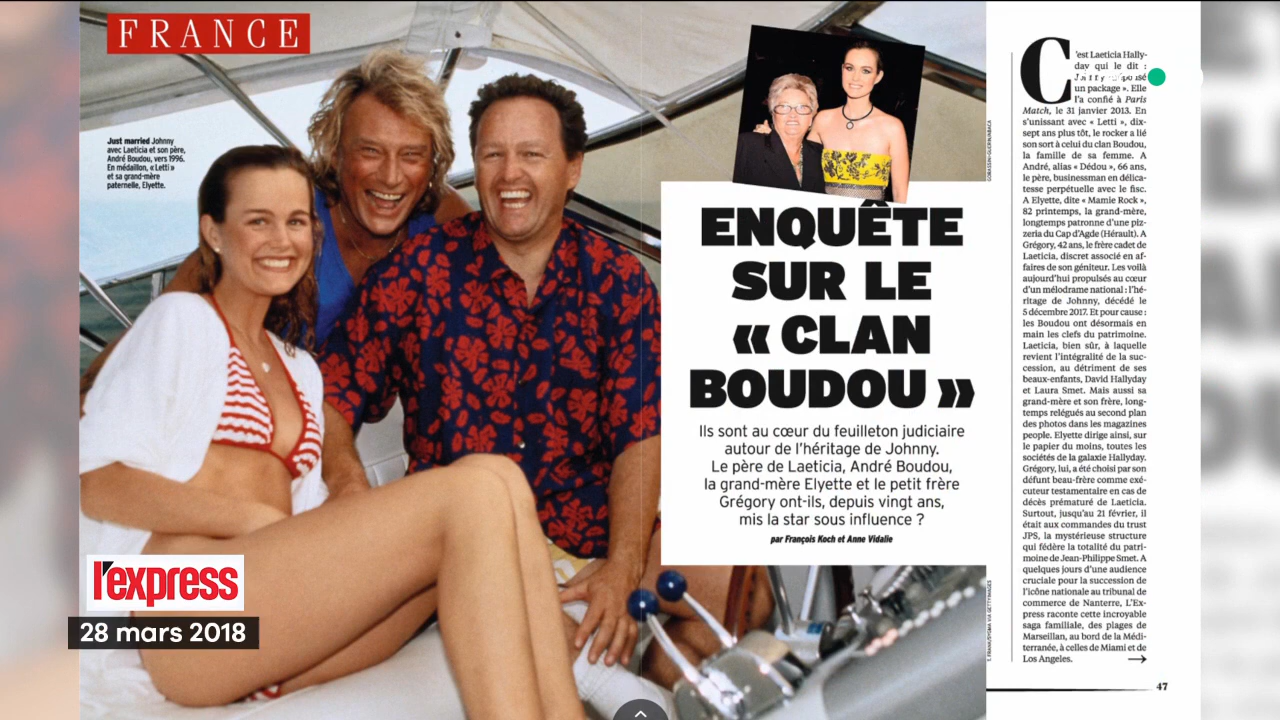 FRANCE
Just married Johnny
avec Laeticia et son père,
André Boudou, vers 1996.
En médaillon, « Letti »
et sa grand-mère
paternelle, Elyette.
ENQUÊTE
SUR LE
« CLAN
BOUDOU »
Ils sont au cœur du feuilleton judiciaire
autour de l'héritage de Johnny.
Le père de Laeticia, André Boudou,
la grand-mère Elyette et le petit frère
Grégory ont-ils, depuis vingt ans,
mis la star sous influence ?
par François Koch et Anne Vidalie
C'est Laeticia Hally-
day qui le dit :
un package ». Elle
l'a confié à Paris
Match, le 31 janvier 2013. En
s'unissant avec « Letti », dix-
sept ans plus tôt, le rocker a lié
son sort à celui du clan Boudou,
la famille de sa femme. A
André, alias « Dédou », 66 ans,
le père, businessman en délica-
tesse perpétuelle avec le fisc.
A Elyette, dite « Mamie Rock »,
82 printemps, la grand-mère,
longtemps patronne d'une piz-
zeria du Cap d'Agde (Hérault). A
Grégory, 42 ans, le frère cadet de
Laeticia, discret associé en af-
faires de son géniteur. Les voilà
aujourd'hui propulsés au cœur
d'un mélodrame national : l'hé-
ritage de Johnny, décédé le
5 décembre 2017. Et pour cause :
les Boudou ont désormais en
main les clefs du patrimoine.
Laeticia, bien sûr, à laquelle
revient l'intégralité de la suc-
cession, au détriment de ses
beaux-enfants, David Hallyday
et Laura Smet. Mais aussi sa
grand-mère et son frère, long-
temps relégués au second plan
des photos dans les magazines
people. Elyette dirige ainsi, sur
le papier du moins, toutes les
sociétés de la galaxie Hallyday.
Grégory, lui, a été choisi par son
défunt beau-frère comme exé-
cuteur testamentaire en cas de
décès prématuré de Laeticia.
Surtout, jusqu'au 21 février, il
était aux commandes du trust
JPS, la mystérieuse structure
qui fédère la totalité du patri-
moine de Jean-Philippe Smet. A
quelques jours d'une audience
cruciale pour la succession de
l'icône nationale au tribunal de
commerce de Nanterre, L'Ex-
press raconte cette incroyable
saga familiale, des plages de
Marseillan, au bord de la Médi-
terranée, à celles de Miami et de
Los Angeles.
47
l'express
28 mars 2018